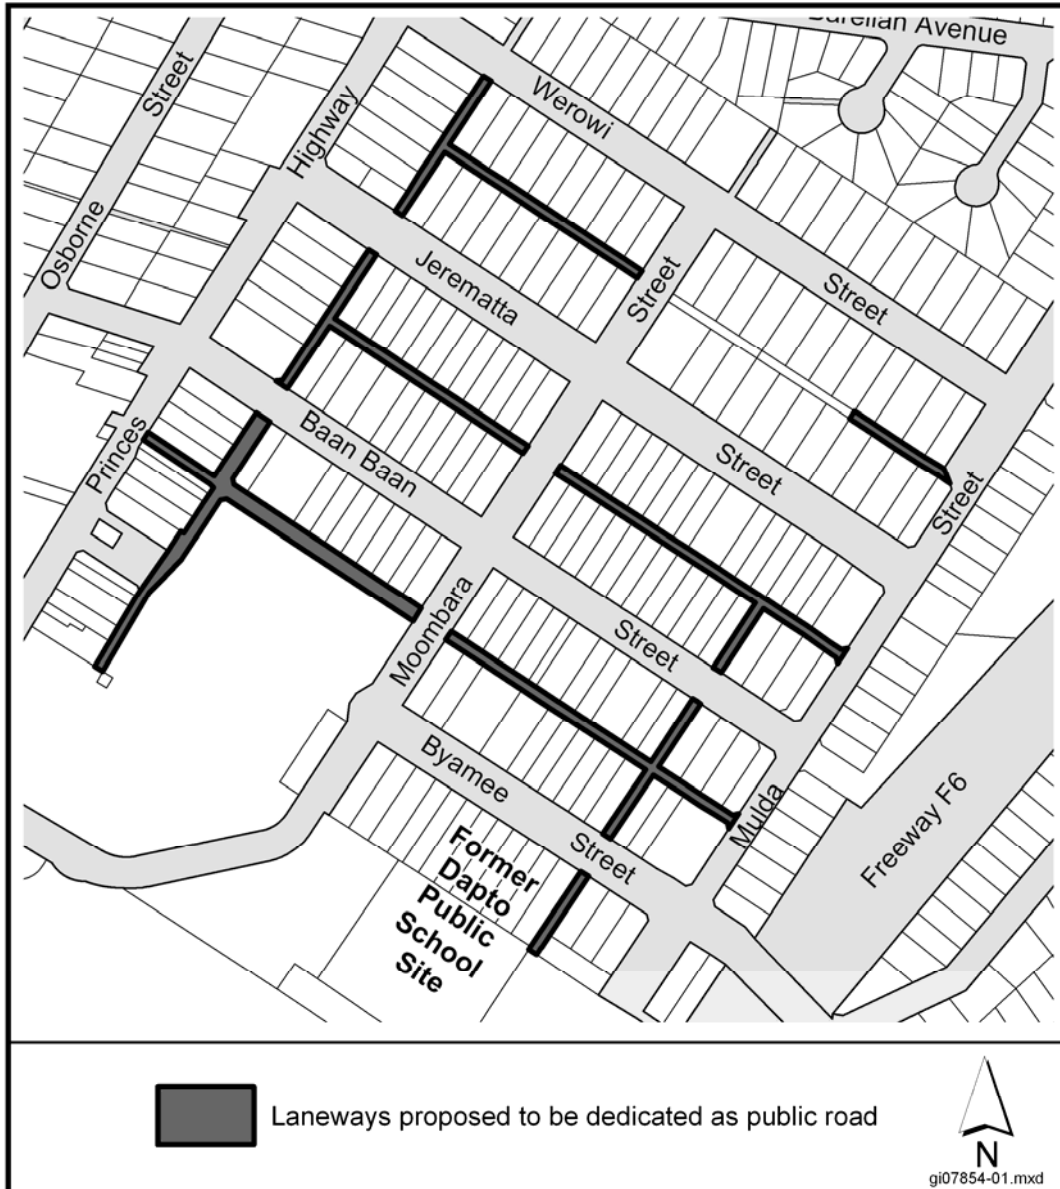 Burelian Avenue
Street
Highway
Werowi
Osborne
Jerematta
Street
Street
Princes
Baan Baan
Street
Street
Moombara
Street
Byamee
Street
Mulda
Freeway F6
Former
Dapto
Public
School
Site
Laneways proposed to be dedicated as public road
N
gi07854-01.mxd